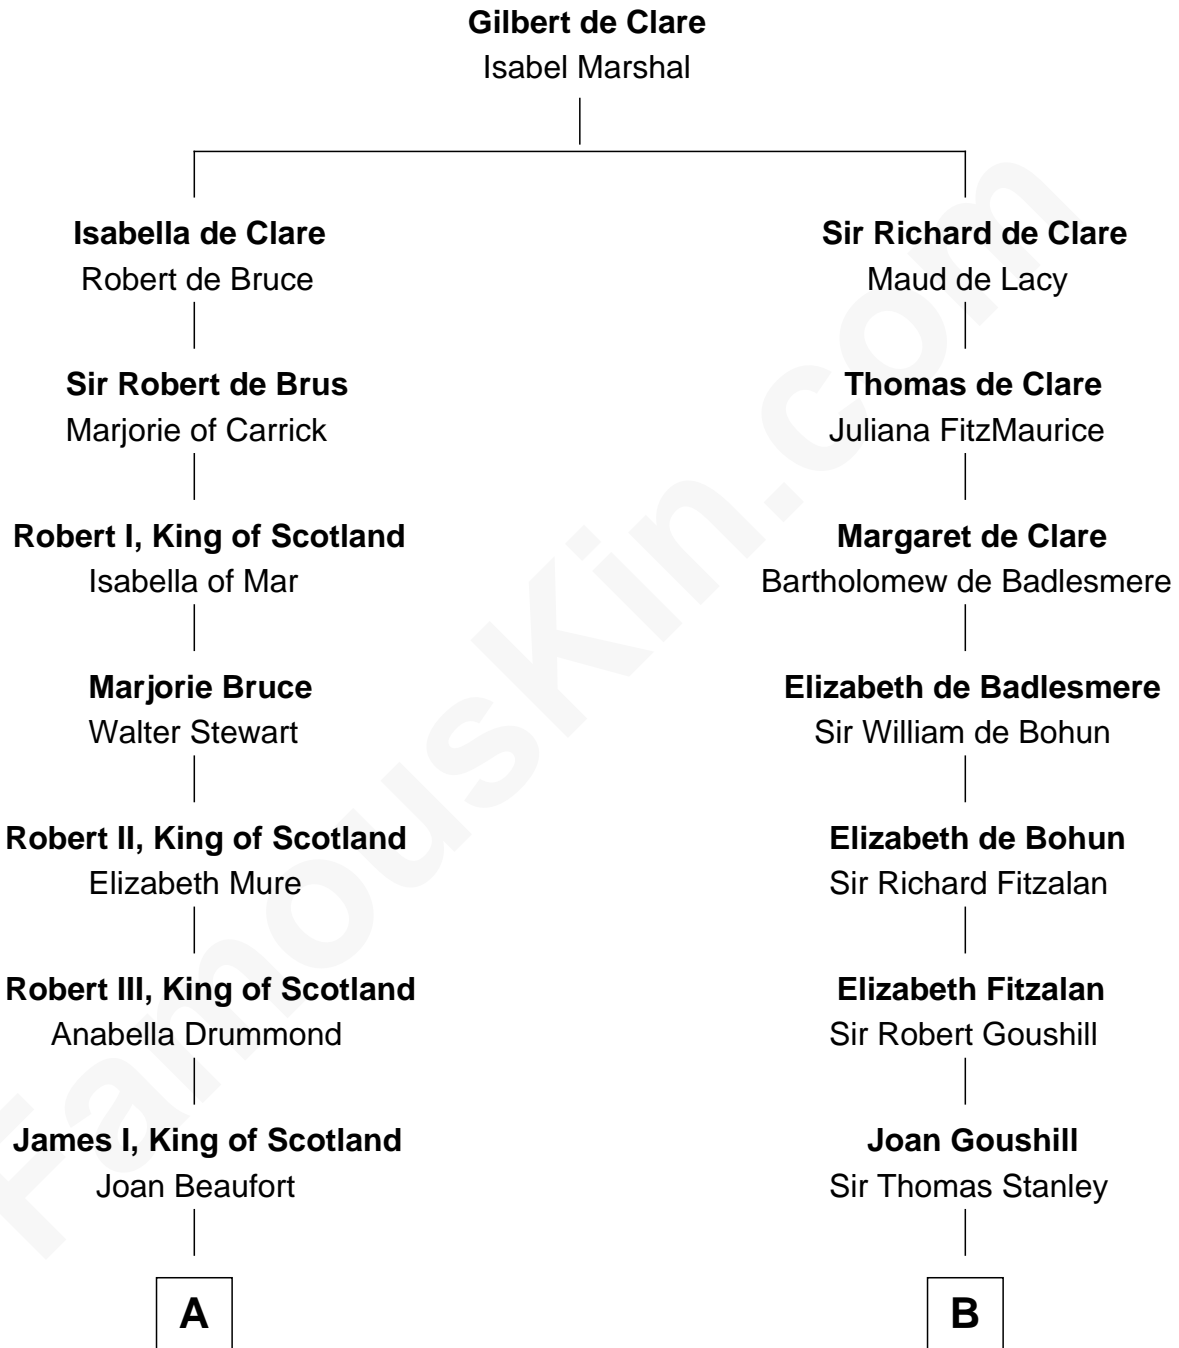 Gilbert de Clare
Isabel Marshal
Isabella de Clare
Robert de Bruce
Sir Richard de Clare
Maud de Lacy
Sir Robert de Brus
Marjorie of Carrick
Thomas de Clare
Juliana FitzMaurice
Robert I, King of Scotland
Isabella of Mar
Margaret de Clare
Bartholomew de Badlesmere
Marjorie Bruce
Walter Stewart
Elizabeth de Badlesmere
Sir William de Bohun
Robert II, King of Scotland
Elizabeth Mure
Elizabeth de Bohun
Sir Richard Fitzalan
Robert III, King of Scotland
Anabella Drummond
Elizabeth Fitzalan
Sir Robert Goushill
James I, King of Scotland
Joan Beaufort
Joan Goushill
Sir Thomas Stanley
A
B
FamousKin.com